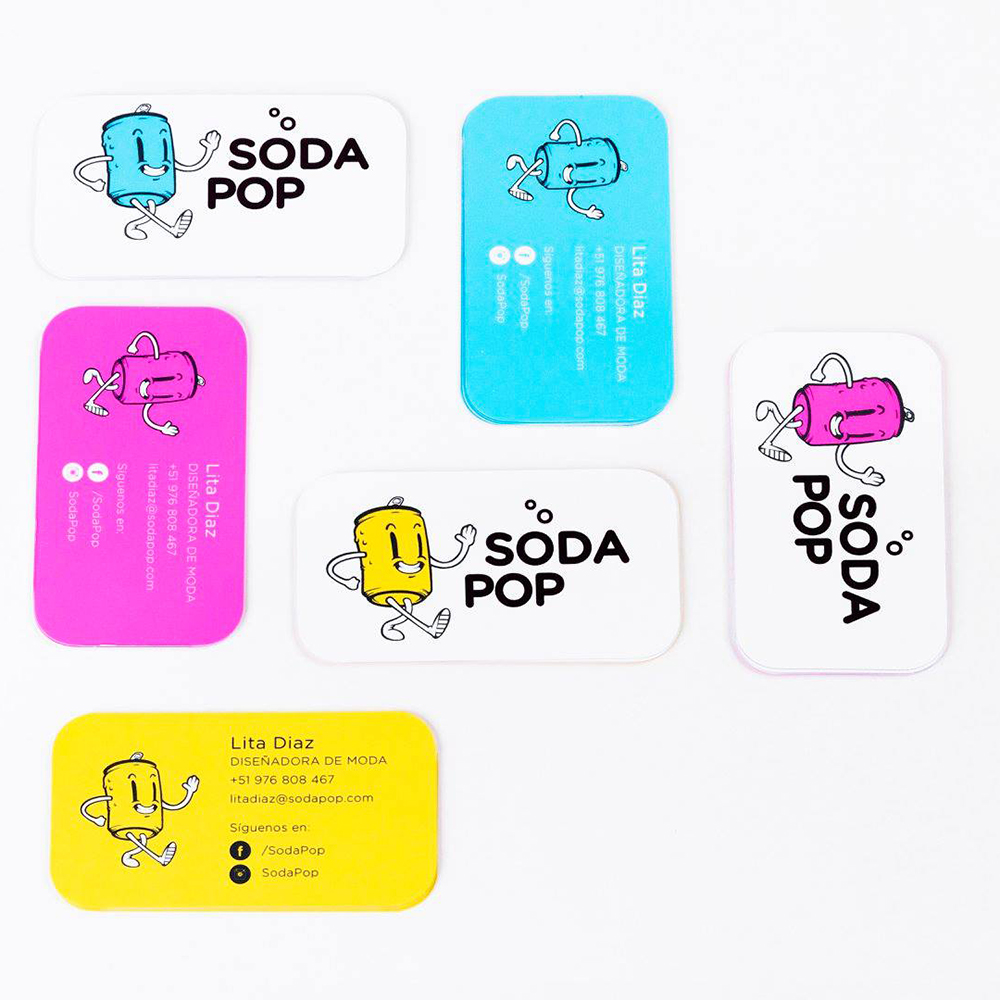 SODA
POP
Lita Diaz
DISEÑADORA DE MODA
+51 976 808 467
litadiaz@sodapop.com
Síguenos en:
/SodaPop
SodaPop
Lita Diaz
DISEÑADORA DE MODA
+51 976 808 467
litadiaz@sodapop.com
Síguenos en:
/SodaPop
SodaPop
SODA
POP
SODA
POP
Lita Diaz
DISEÑADORA DE MODA
+51 976 808 467
litadiaz@sodapop.com
Síguenos en:
/SodaPop
SodaPop